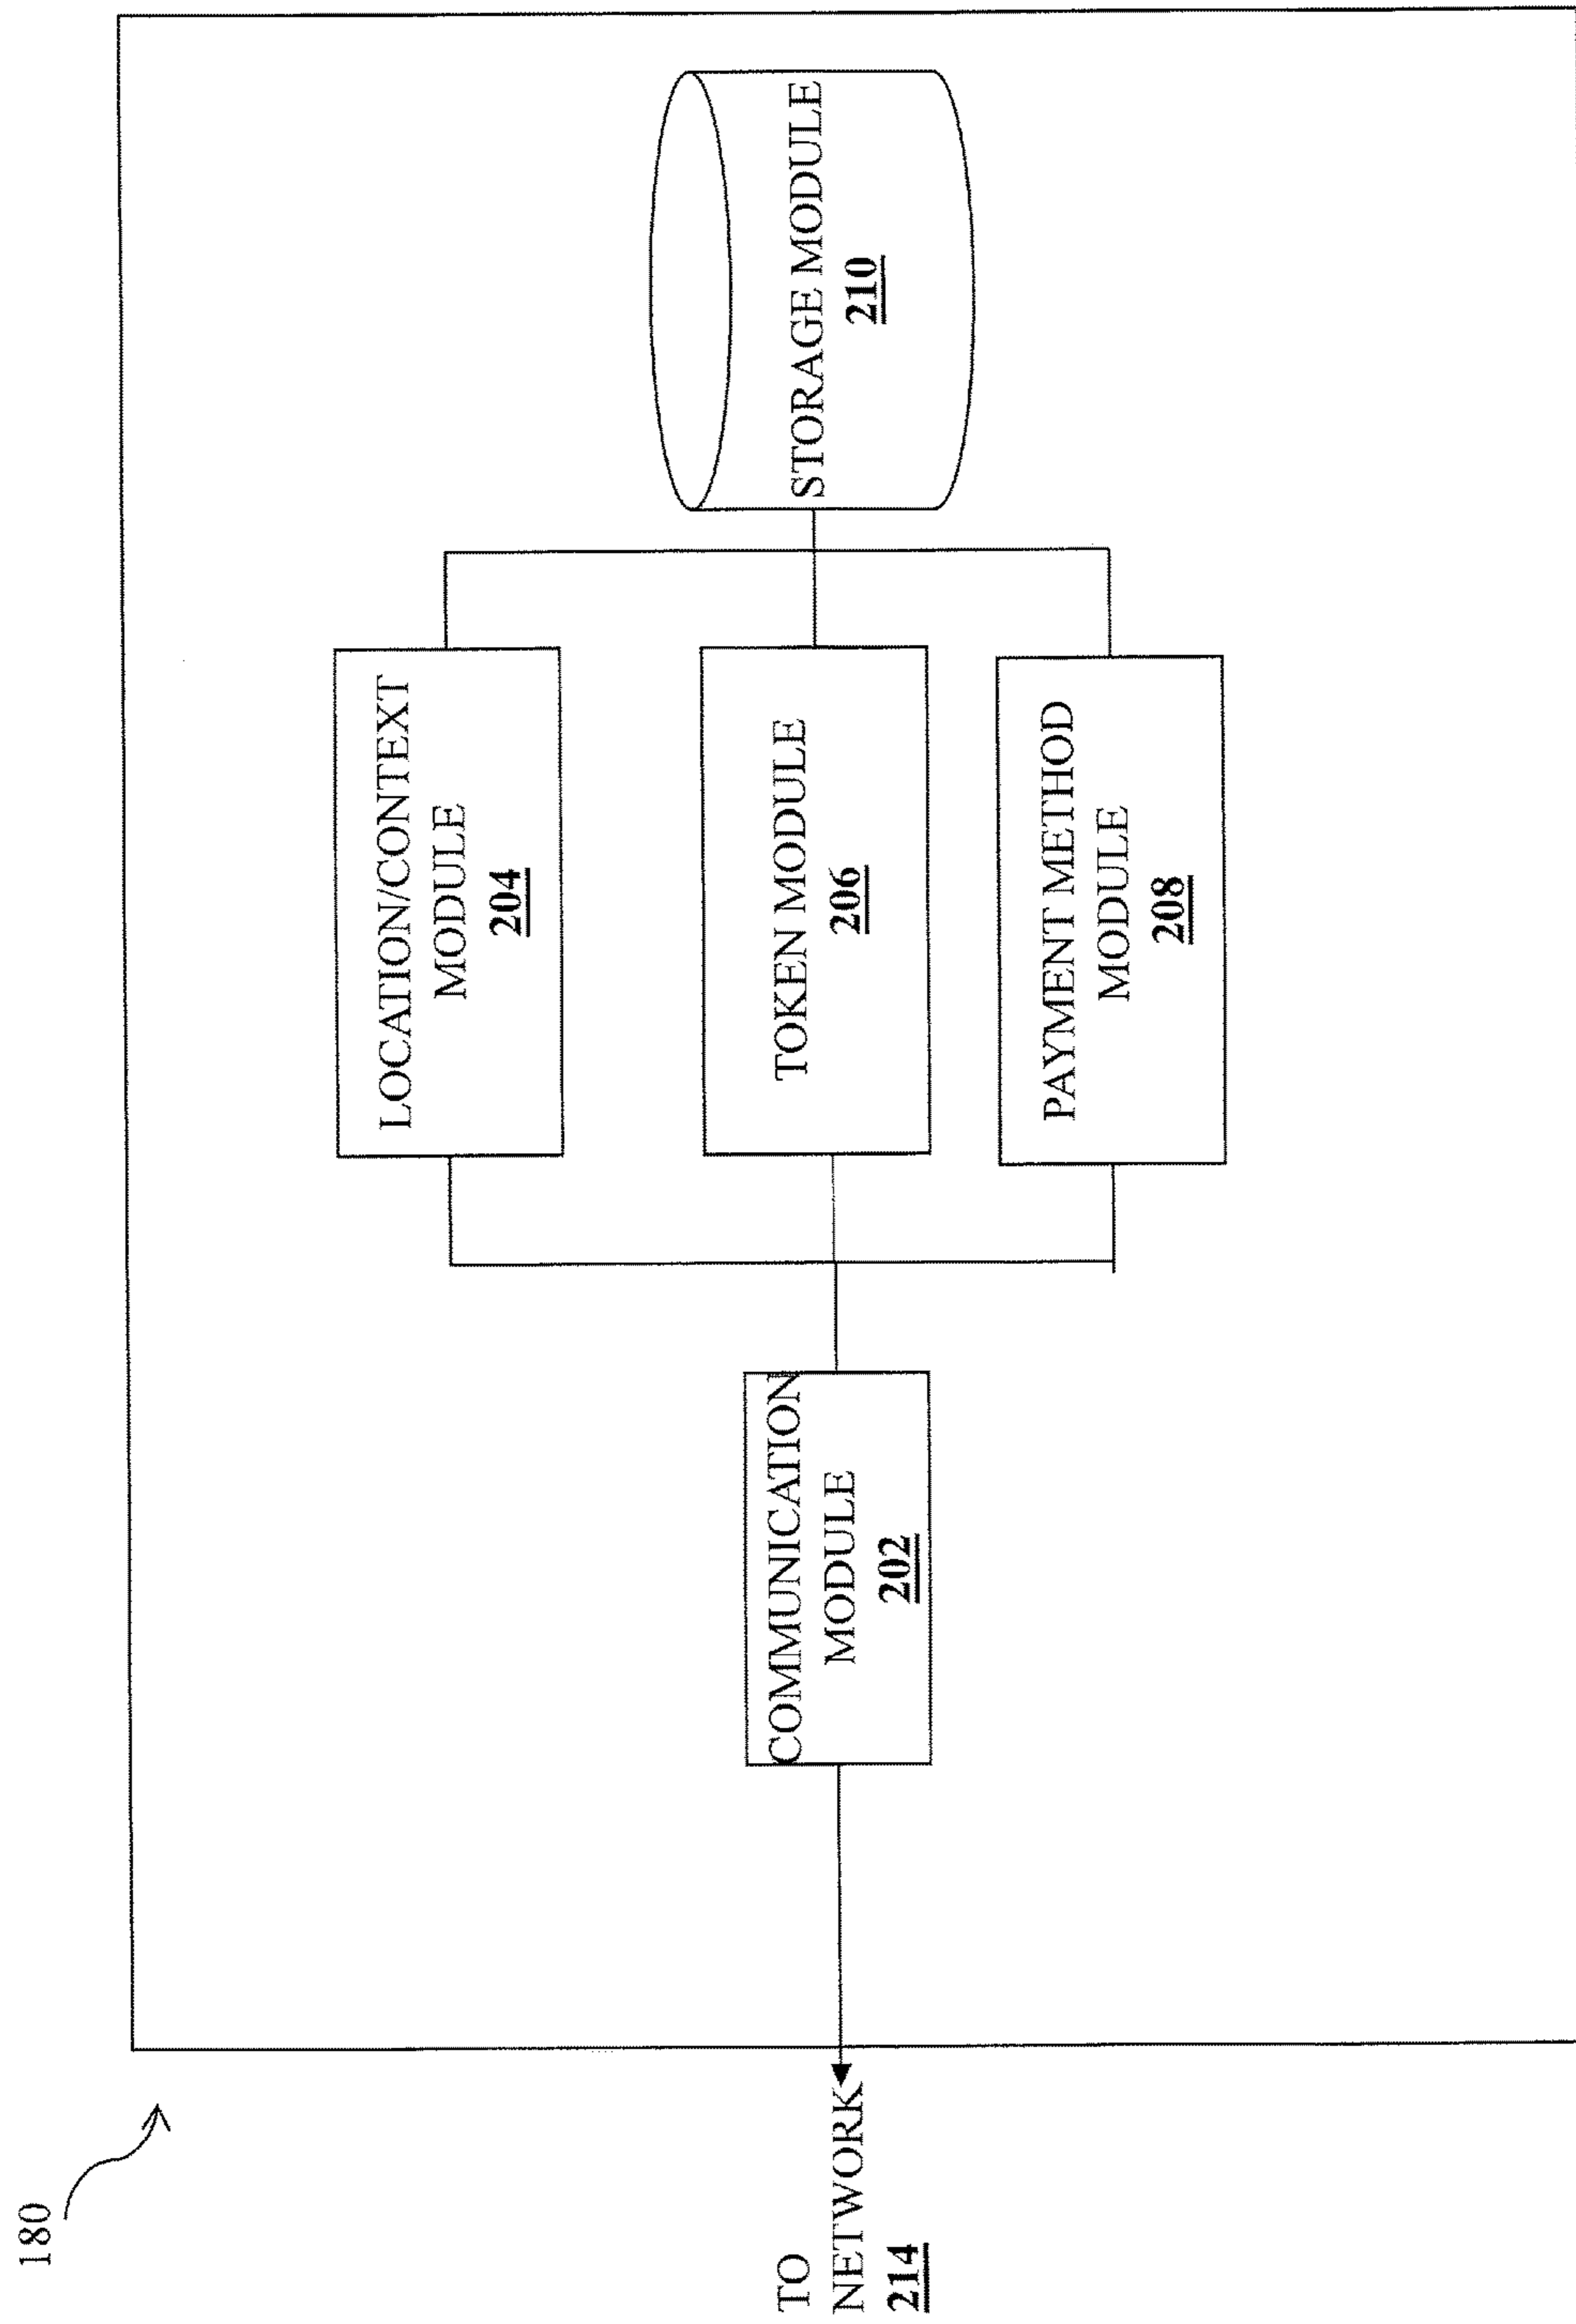 180
LOCATION/CONTEXT
MODULE
204
TO
NETWORK
214
COMMUNICATION
MODULE
202
TOKEN MODULE
206
STORAGE MODULE
210
PAYMENT METHOD
MODULE
208